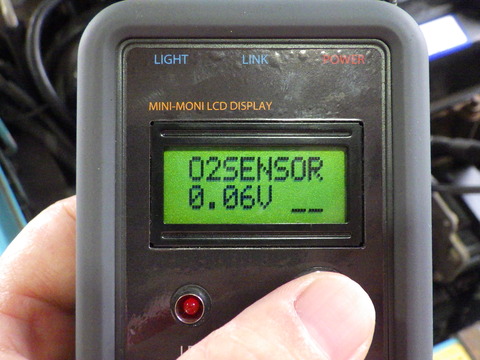 LIGHT LINK POWER
MINI-MONI LCD DISPLAY
O2SENSOR
0.06V __